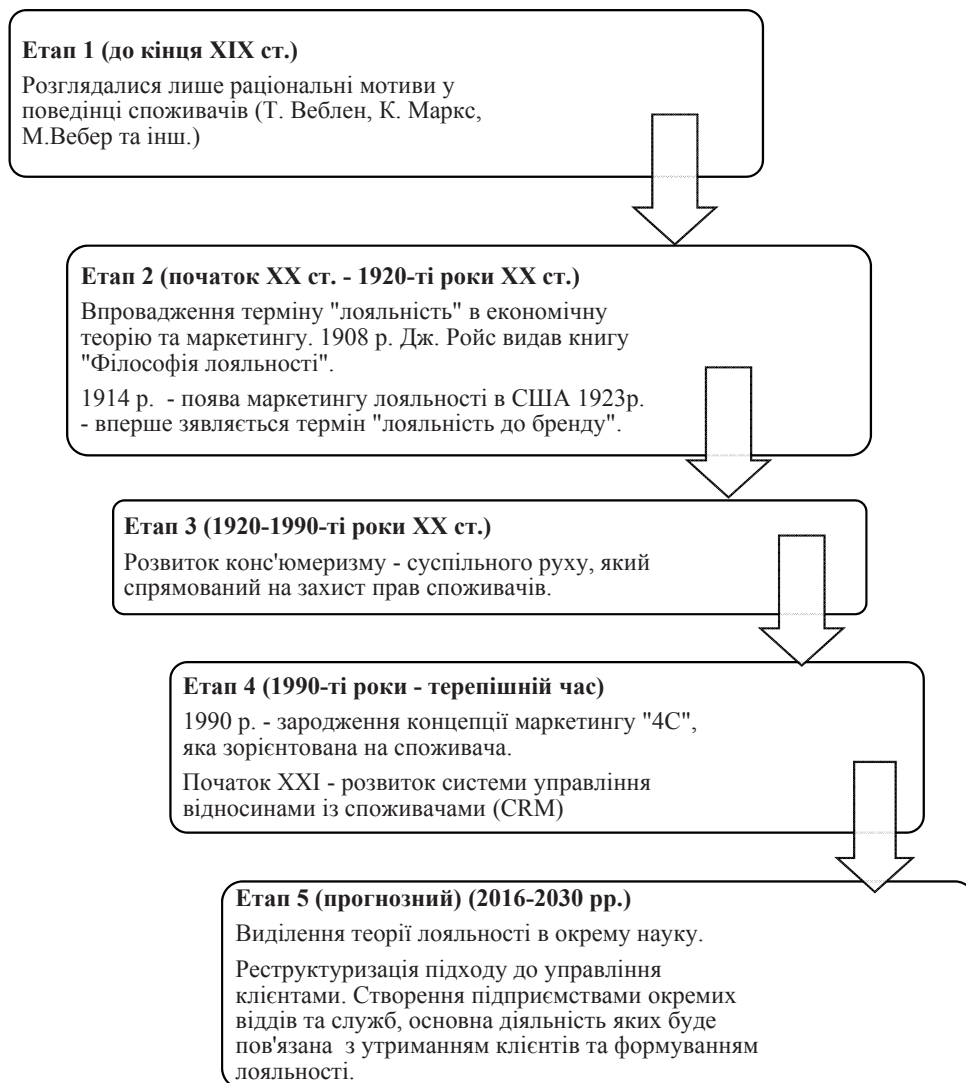 Етап 1 (до кінця ХІХ ст.)
Розглядалися лише раціональні мотиви у
поведінці споживачів (Т. Веблен, К. Маркс,
М.Вебер та інш.)
Етап 2 (початок ХХ ст. - 1920-ті роки ХХ ст.)
Впровадження терміну "лояльність" в економічну
теорію та маркетингу. 1908 р. Дж. Ройс видав книгу
"Філософія лояльності".
1914 р. - поява маркетингу лояльності в США 1923р.
- вперше зявляється термін "лояльність до бренду".
Етап 3 (1920-1990-ті роки ХХ ст.)
Розвиток конс'юмеризму - суспільного руху, який
спрямований на захист прав споживачів.
Етап 4 (1990-ті роки - терепішній час)
1990 р. - зародження концепції маркетингу "4С",
яка зорієнтована на споживача.
Початок ХХІ - розвиток системи управління
відносинами із споживачами (CRM)
Етап 5 (прогнозний) (2016-2030 рр.)
Виділення теорії лояльності в окрему науку.
Реструктуризація підходу до управління
клієнтами. Створення підприємствами окремих
віддів та служб, основна діяльність яких буде
пов'язана з утриманням клієнтів та формуванням
лояльності.